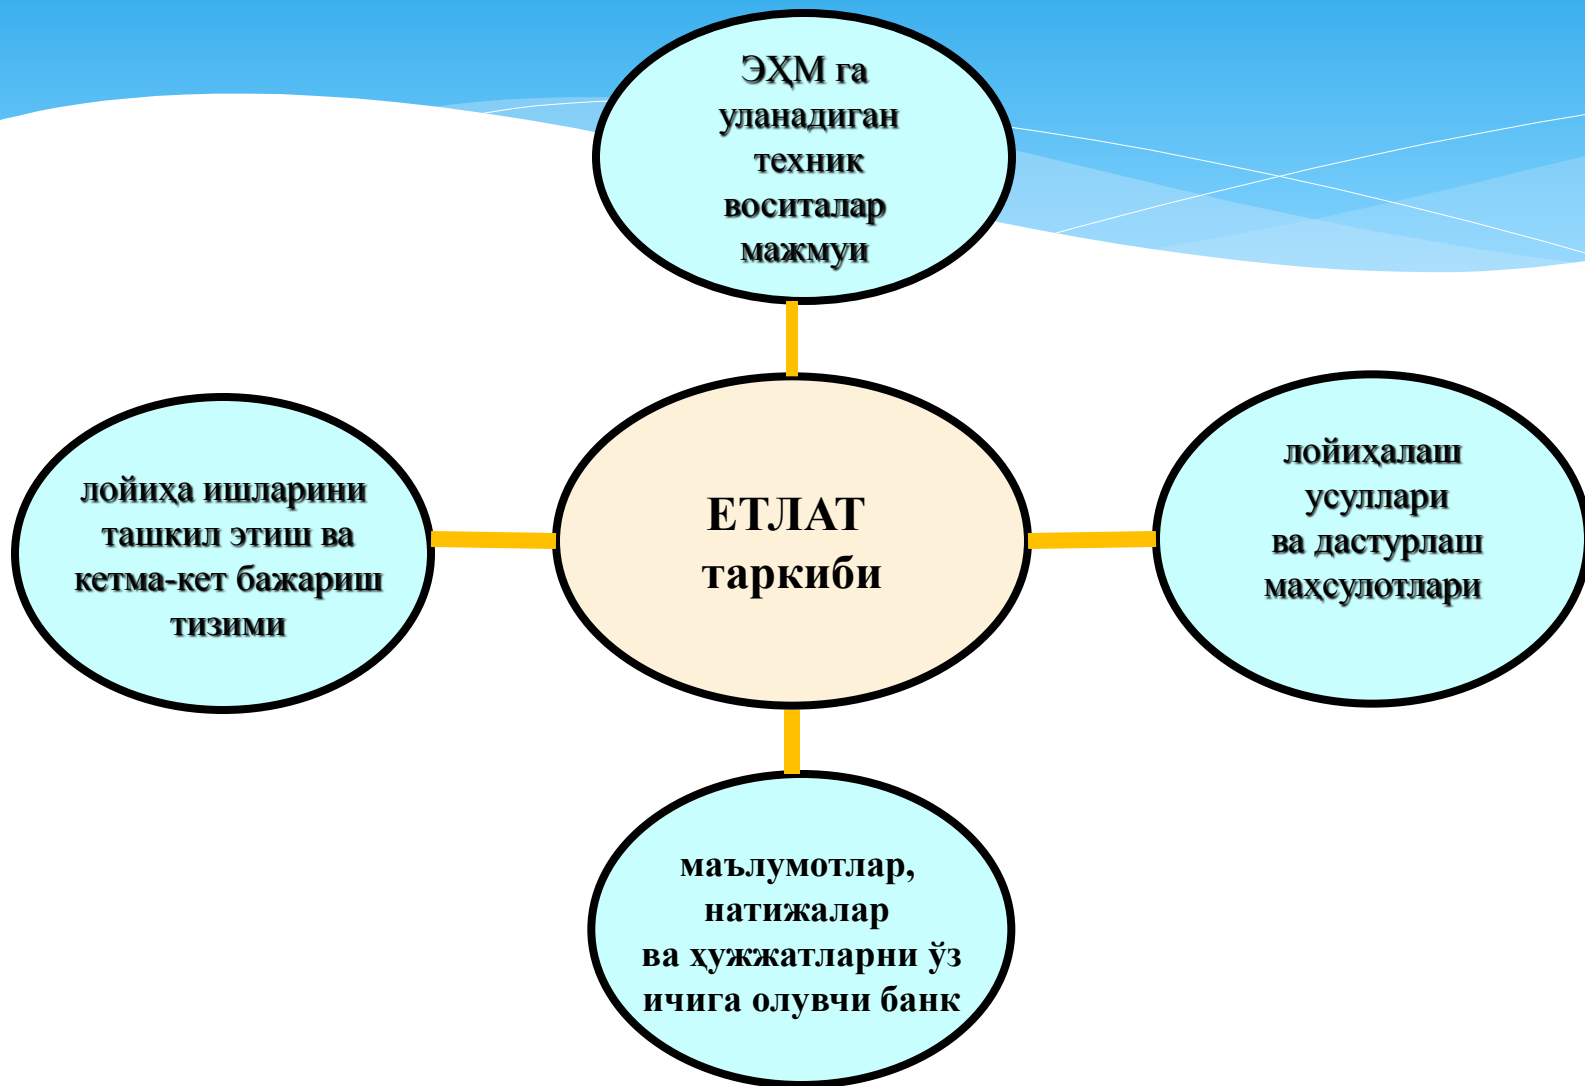 ЭҲМ га
уланадиган
техник
воситалар
мажмуи
лойиҳа ишларини
ташкил этиш ва
кетма-кет бажариш
тизими
ЕТЛАТ
таркиби
лойиҳалаш
усуллари
ва дастурлаш
маҳсулотлари
маълумотлар,
натижалар
ва ҳужжатларни ўз
ичига олувчи банк